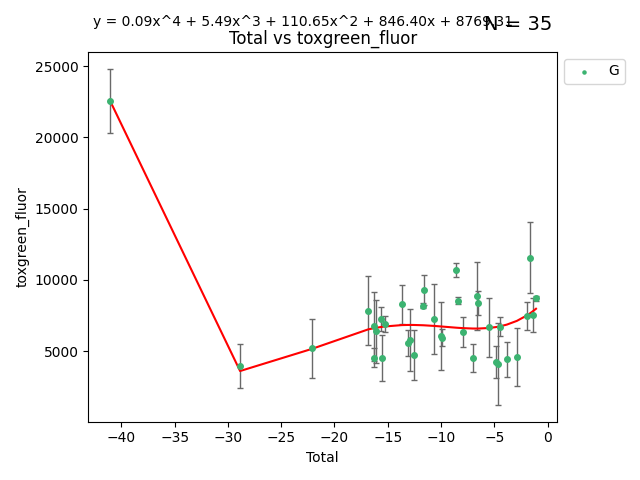 y = 0.09x^4 + 5.49x^3 + 110.65x^2 + 846.40x + 8769.31
N = 35
Total vs toxgreen_fluor
G
25000
20000
15000
10000
5000
toxgreen_fluor
−40 −35 −30 −25 −20 −15 −10 −5 0
Total